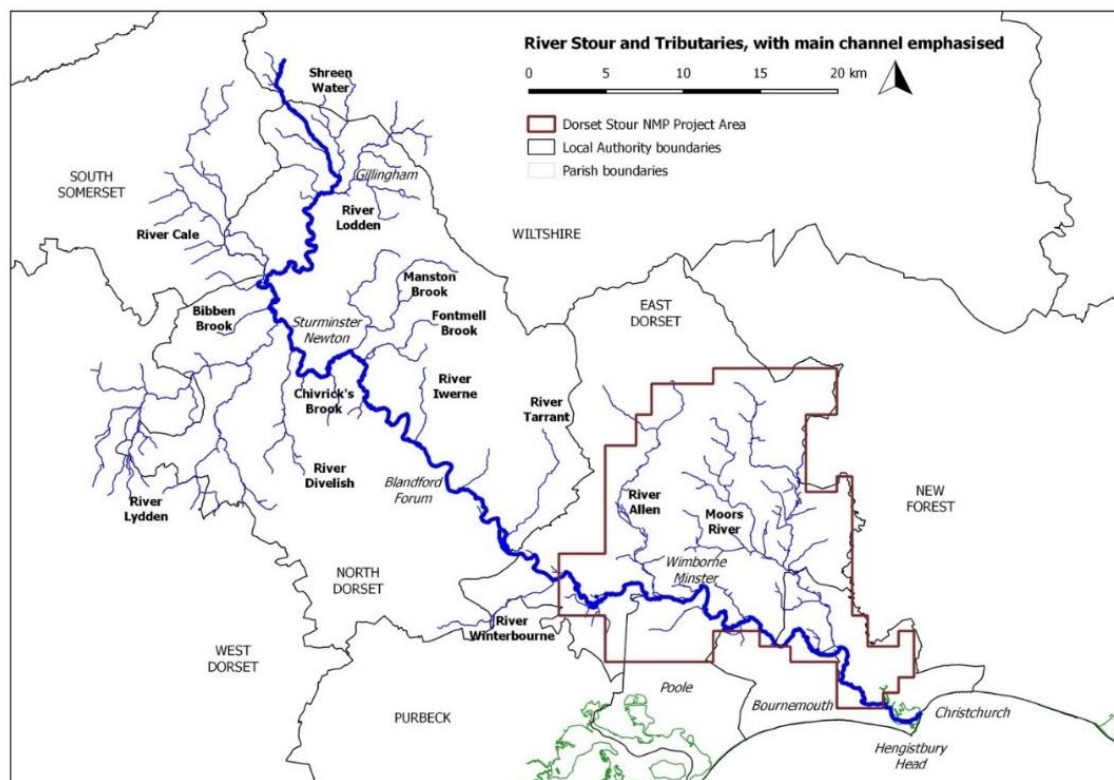 River Stour and Tributaries, with main channel emphasised
0 5 10 15 20 km
Dorset Stour NMP Project Area
Local Authority boundaries
Parish boundaries
Shreen
Water
Gillingham
SOUTH
SOMERSET
River
Lodden
River Cale
WILTSHIRE
Manston
Brook
Bibben
Brook
Sturminster
Newton
Fontmell
Brook
EAST
DORSET
River
Iwerne
Chivrick's
Brook
River
Tarrant
River
Divelish
Blandford
Forum
River
Lydden
River
Allen
Moors
River
NEW
FOREST
Wimborne
Minster
NORTH
DORSET
River
Winterbourne
WEST
DORSET
PURBECK
Poole
Bournemouth
Christchurch
Hengistbury
Head